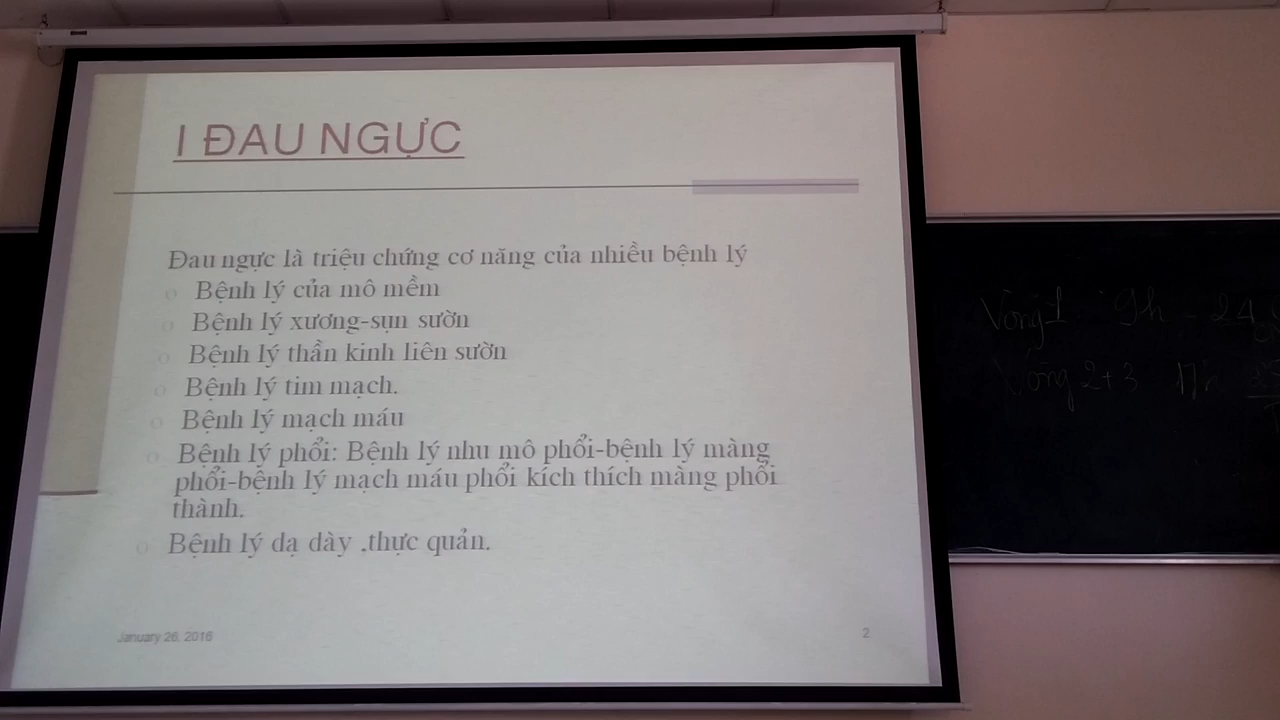 I ĐAU NGỰC
Đau ngực là triệu chứng cơ năng của nhiều bệnh lý
o Bệnh lý của mô mềm
o Bệnh lý xương-sụn sườn
o Bệnh lý thần kinh liên sườn
o Bệnh lý tim mạch.
o Bệnh lý mạch máu
o Bệnh lý phổi: Bệnh lý nhu mô phổi-bệnh lý màng
phổi-bệnh lý mạch máu phổi kích thích màng phổi
thành.
o Bệnh lý dạ dày ,thực quản.
January 26, 2016
2
Vòng 1 9h - 24
Vòng 2+3 17h